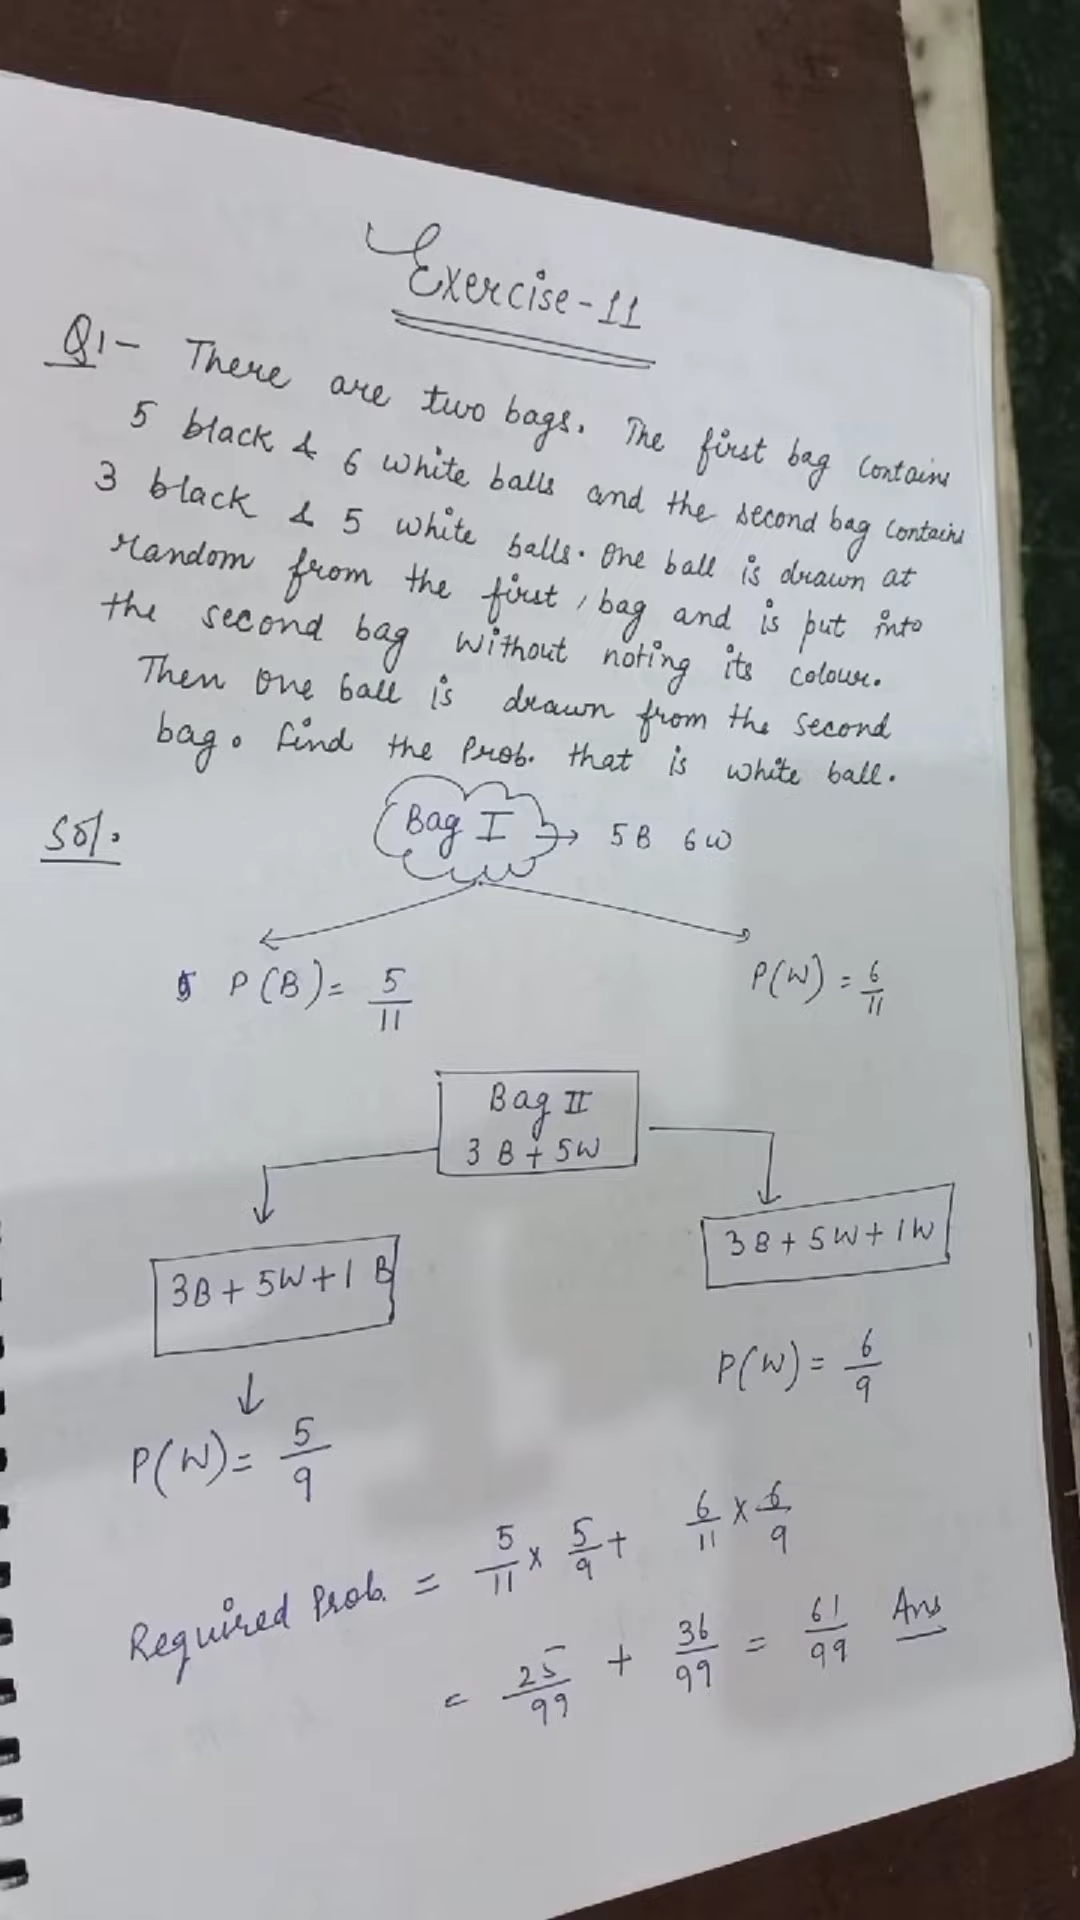 Exercise-11
Q1- There are two bags. The first bag contains
5 black & 6 white balls and the second bag contains
3 black & 5 white balls. One ball is drawn at
random from the first, bag and is put into
the second bag without noting its colour.
Then one ball is drawn from the second
bag. find the Prob. that is white ball.
Sol.
Bag I → 5B 6W
P(B) = 5/11
P(W) = 6/11
Bag II
3 B + 5W
3B + 5W + 1 B
3B + 5W + 1W
P(W) = 6/9
P(W) = 5/9
Required Prob. = 5/11 × 5/9 + 6/11 × 6/9
= 25/99 + 36/99 = 61/99 Ans